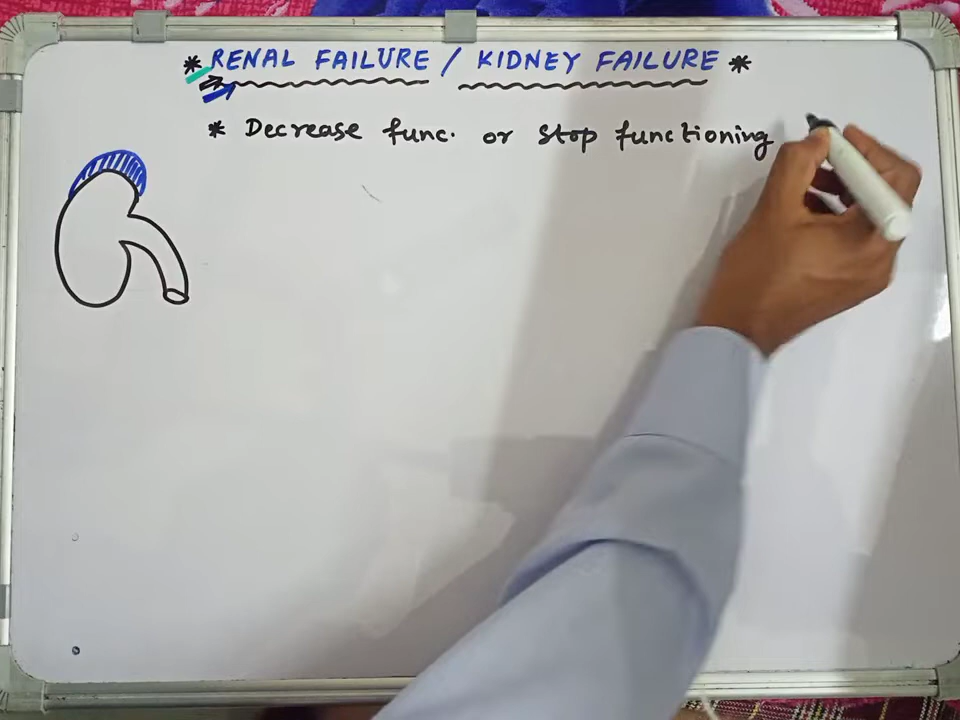 * RENAL FAILURE / KIDNEY FAILURE *
* Decrease func. or stop functioning